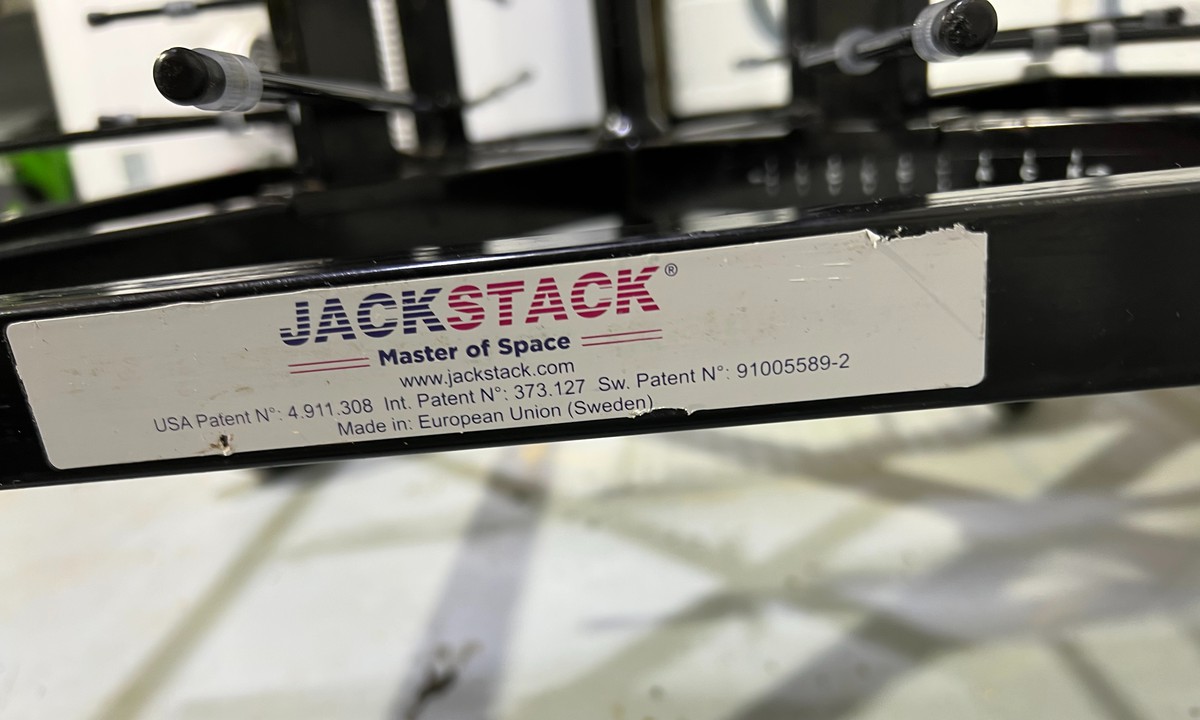 JACKSTACK®
Master of Space
www.jackstack.com
USA Patent N°: 4.911.308 Int. Patent N°: 373.127 Sw. Patent N°: 91005589-2
Made in: European Union (Sweden)